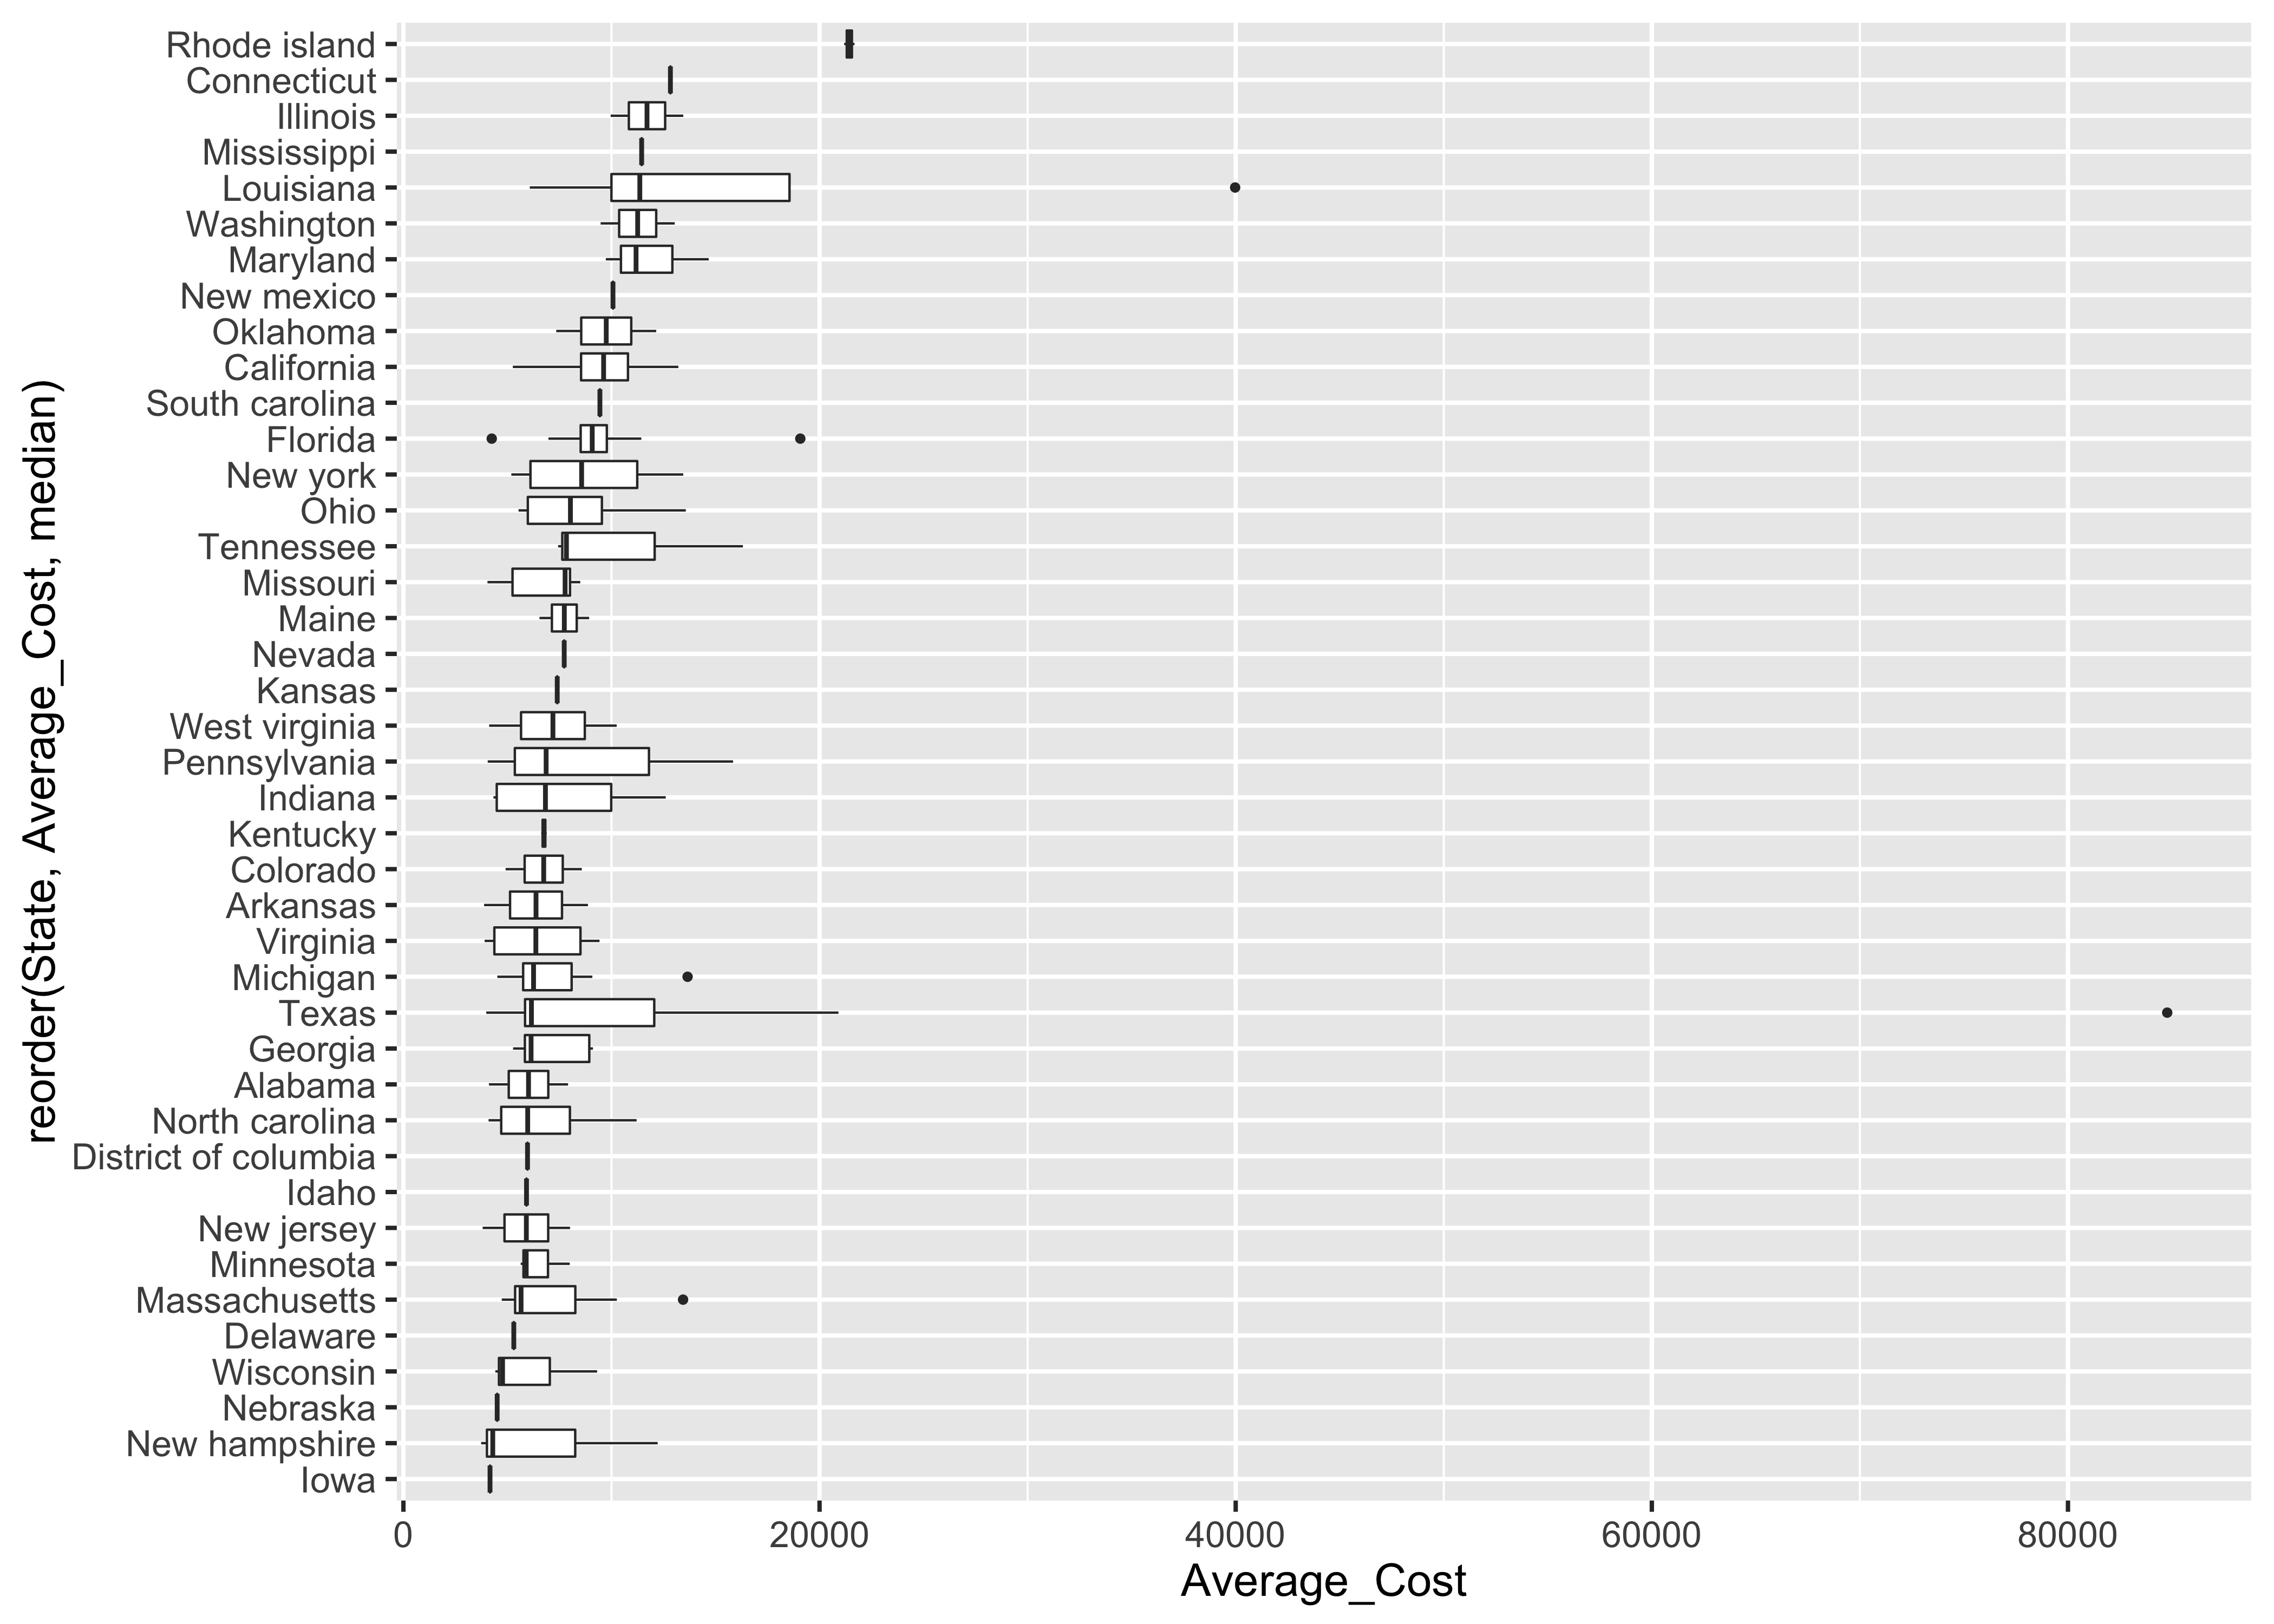 reorder(State, Average_Cost, median)
Rhode island
Connecticut
Illinois
Mississippi
Louisiana
Washington
Maryland
New mexico
Oklahoma
California
South carolina
Florida
New york
Ohio
Tennessee
Missouri
Maine
Nevada
Kansas
West virginia
Pennsylvania
Indiana
Kentucky
Colorado
Arkansas
Virginia
Michigan
Texas
Georgia
Alabama
North carolina
District of columbia
Idaho
New jersey
Minnesota
Massachusetts
Delaware
Wisconsin
Nebraska
New hampshire
Iowa
0 20000 40000 60000 80000
Average_Cost